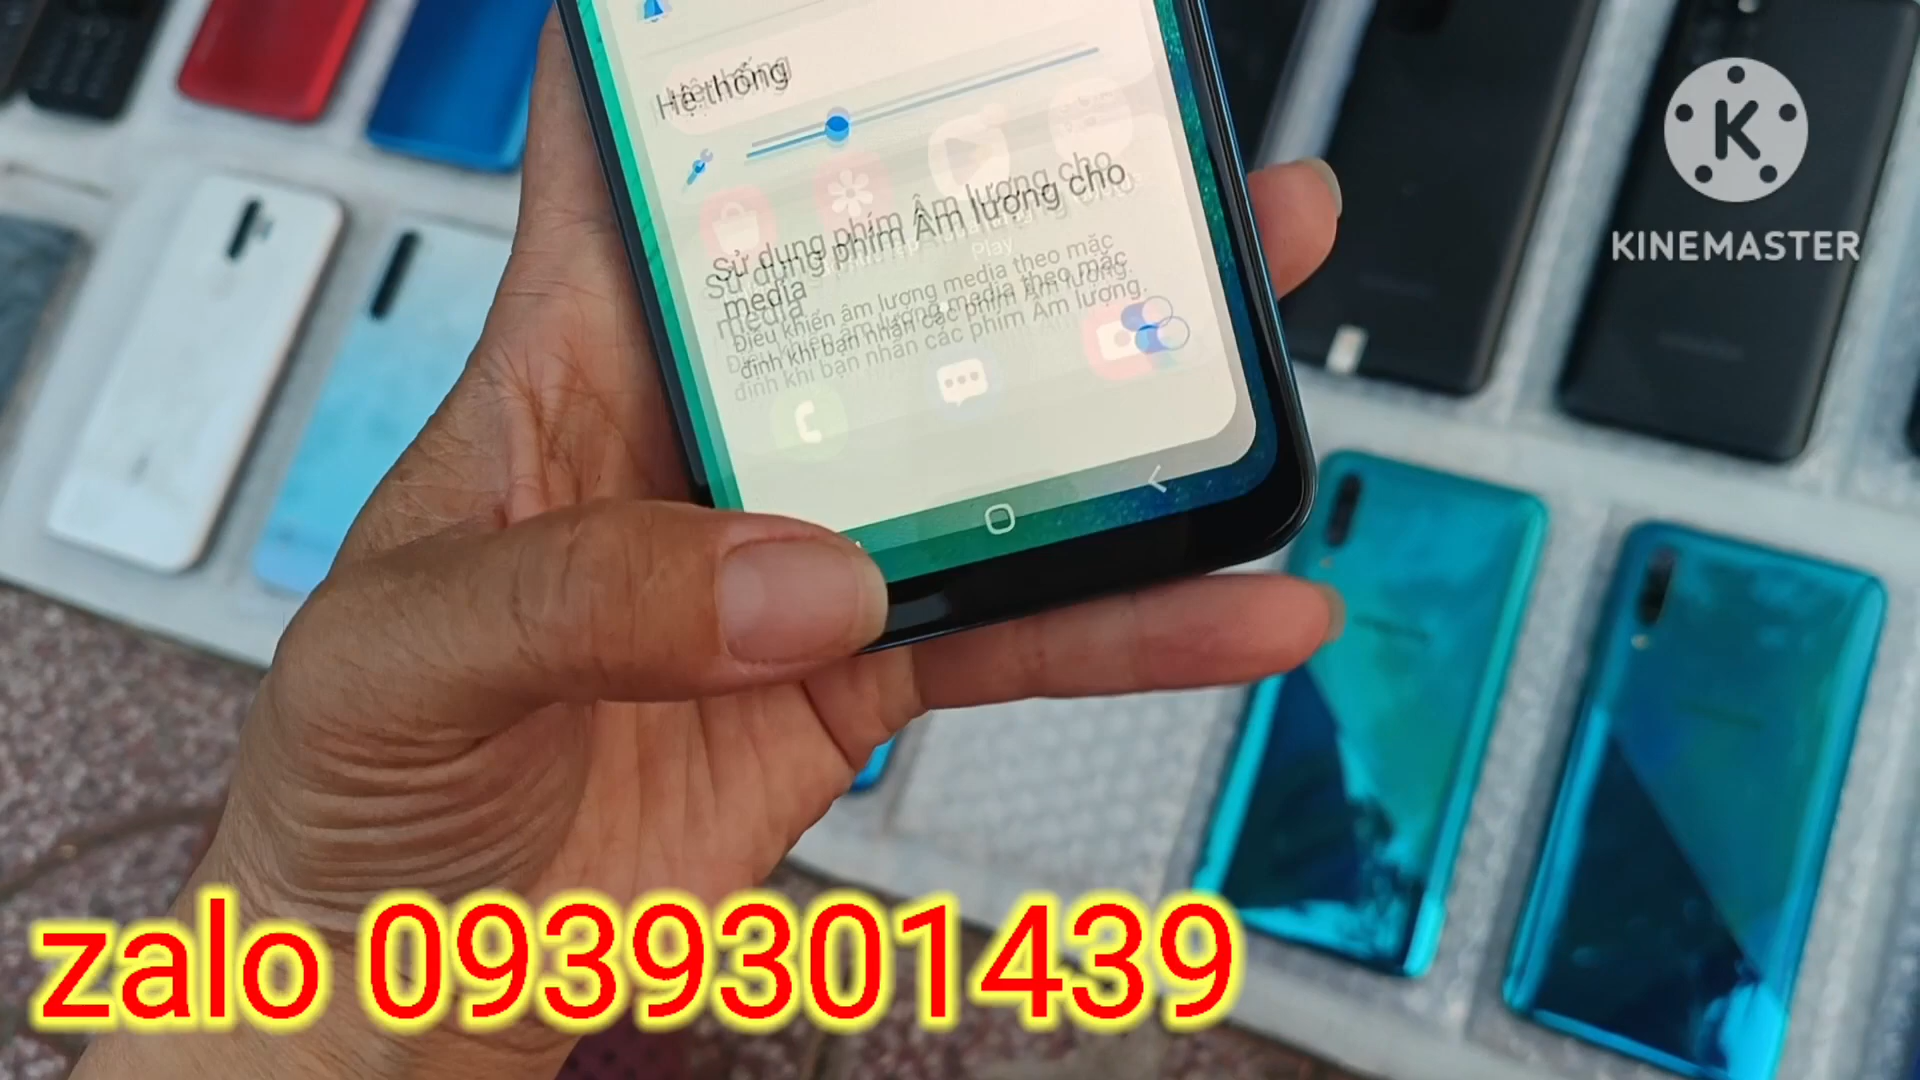 Hệ thống
KINEMASTER
Sử dụng phím Âm lượng cho
media
Play
Điều khiển âm lượng media theo mặc
định khi bạn nhấn các phím Âm lượng.
zalo 0939301439